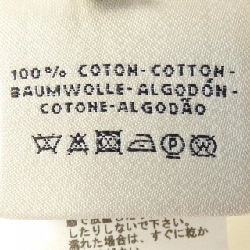 100% COTON-COTTON-
BAUMWOLLE-ALGODÓN-
COTONE-ALGODÃO
P W
したりしないで下さい。
濡れた場合は、すぐに乾か